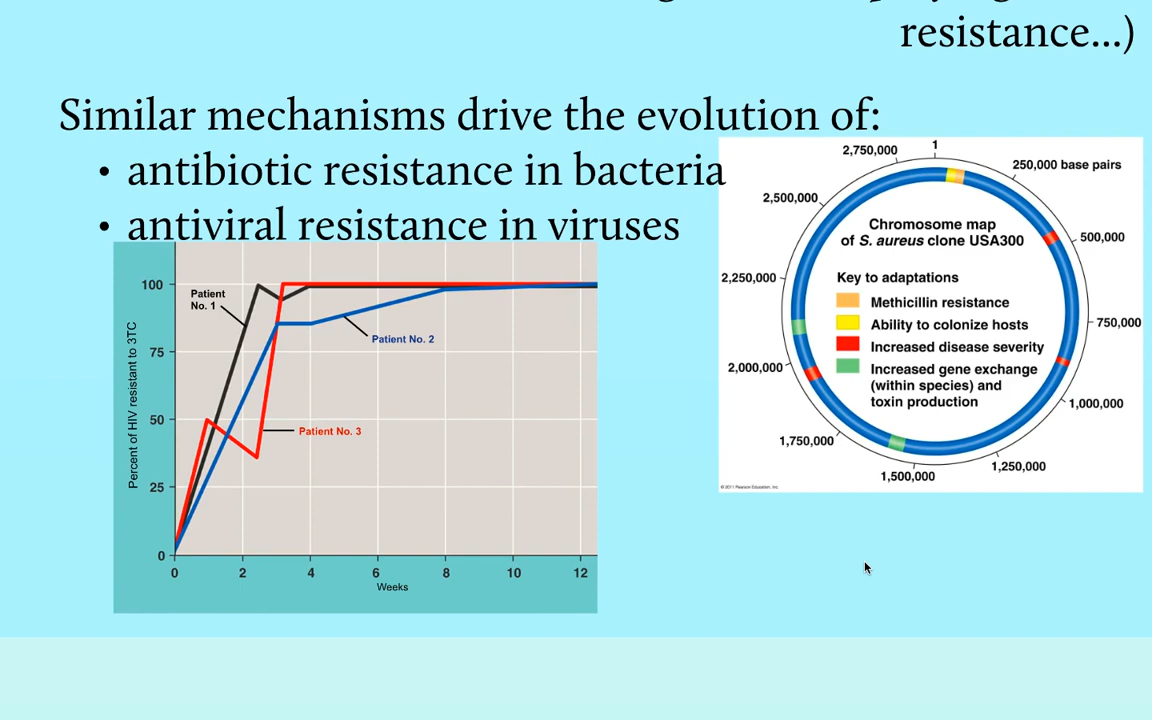 resistance...)
Similar mechanisms drive the evolution of:
• antibiotic resistance in bacteria
• antiviral resistance in viruses
Percent of HIV resistant to 3TC
100
75
50
25
0
Patient
No. 1
Patient No. 2
Patient No. 3
0 2 4 6 8 10 12
Weeks
1
250,000 base pairs
500,000
750,000
1,000,000
1,250,000
1,500,000
1,750,000
2,000,000
2,250,000
2,500,000
2,750,000
Chromosome map
of S. aureus clone USA300
Key to adaptations
Methicillin resistance
Ability to colonize hosts
Increased disease severity
Increased gene exchange
(within species) and
toxin production
© 2011 Pearson Education, Inc.